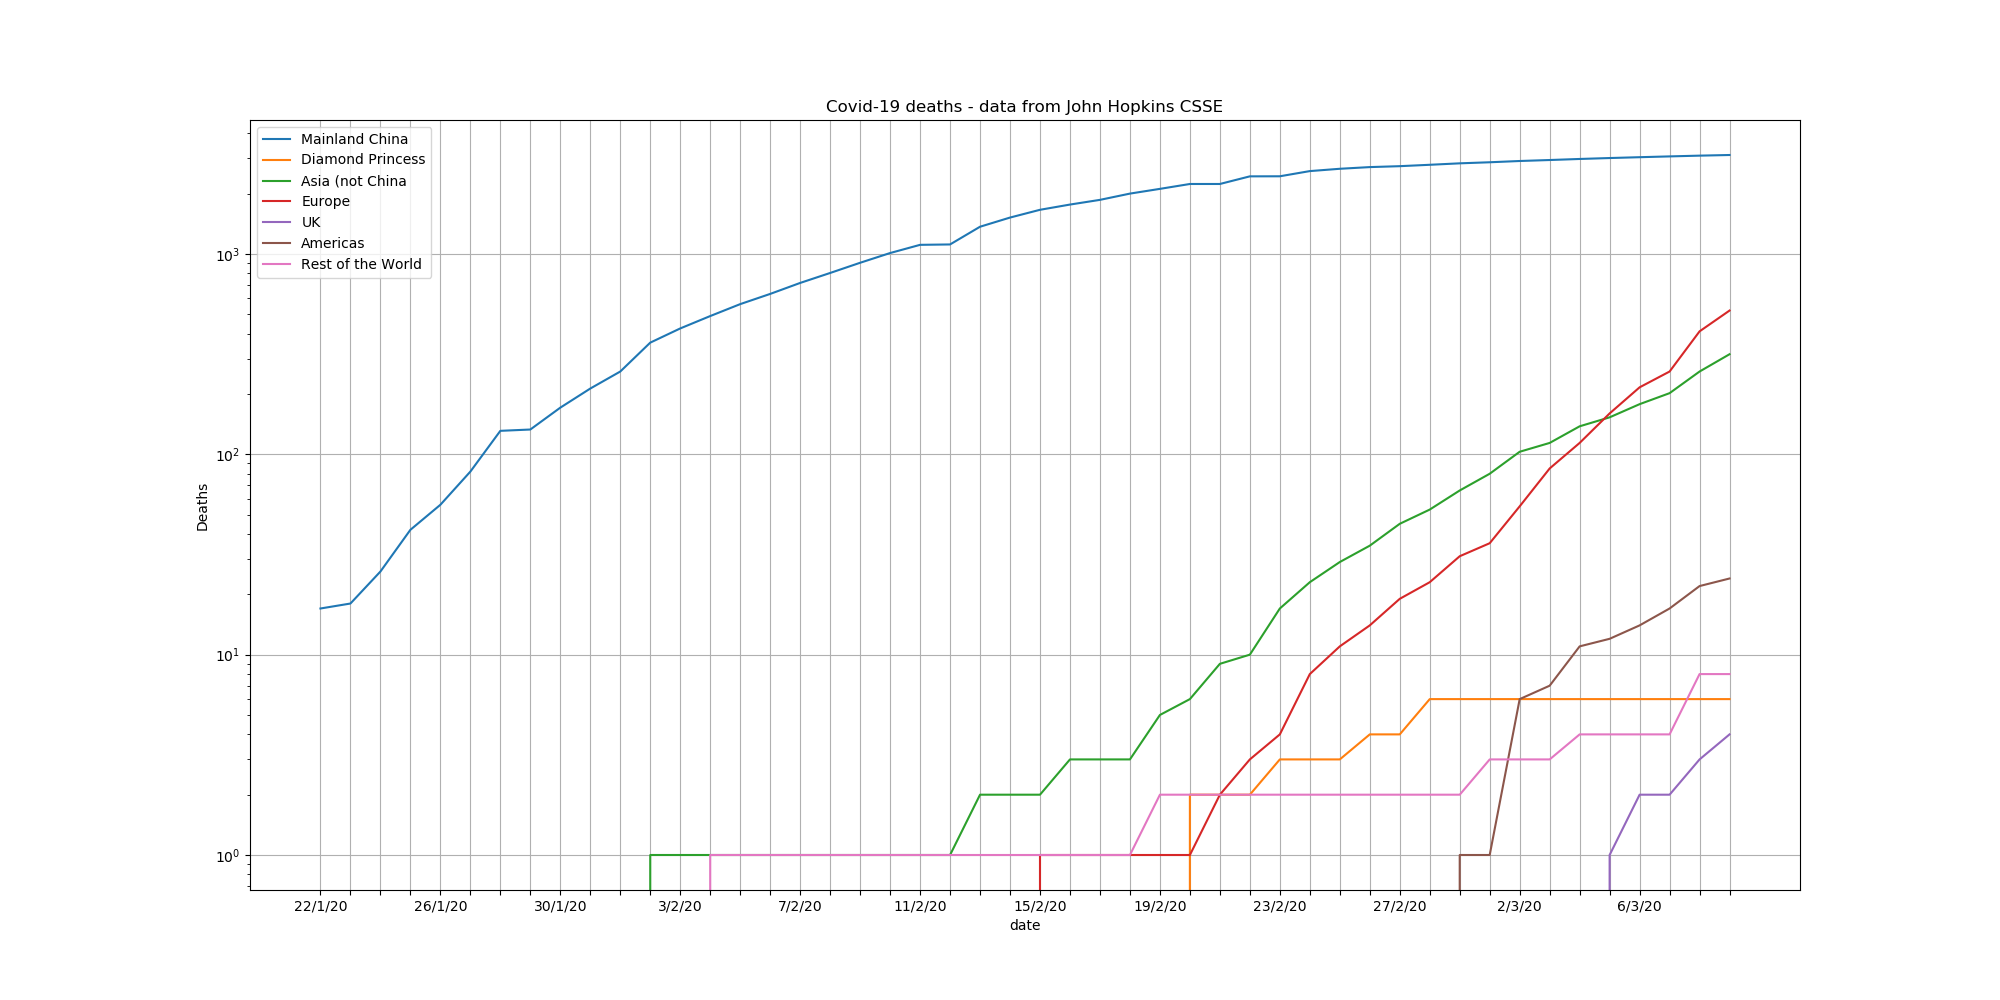 Covid-19 deaths - data from John Hopkins CSSE
Mainland China
Diamond Princess
Asia (not China
Europe
UK
Americas
Rest of the World
10³
10²
10¹
10⁰
Deaths
22/1/20 26/1/20 30/1/20 3/2/20 7/2/20 11/2/20 15/2/20 19/2/20 23/2/20 27/2/20 2/3/20 6/3/20
date